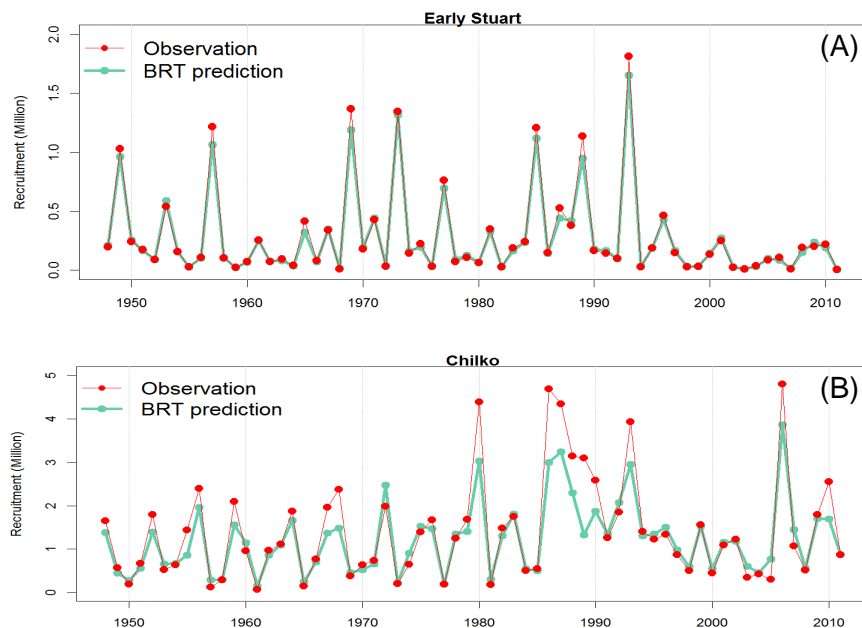 Early Stuart
(A)
Observation
BRT prediction
Recruitment (Million)
2.0
1.5
1.0
0.5
0.0
1950 1960 1970 1980 1990 2000 2010
Chilko
(B)
Observation
BRT prediction
Recruitment (Million)
5
4
3
2
1
0
1950 1960 1970 1980 1990 2000 2010